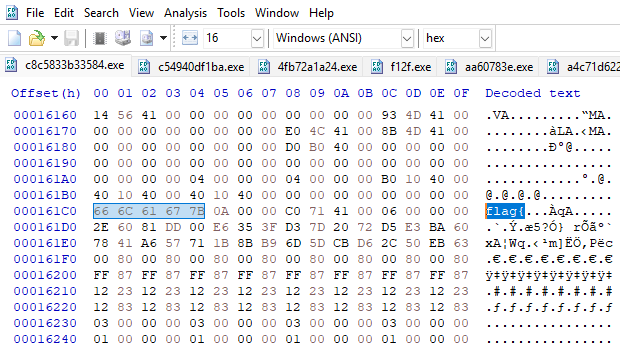 File Edit Search View Analysis Tools Window Help
16 Windows (ANSI) hex
c8c5833b33584.exe c54940df1ba.exe 4fb72a1a24.exe f12f.exe aa60783e.exe a4c71d622
Offset(h) 00 01 02 03 04 05 06 07 08 09 0A 0B 0C 0D 0E 0F Decoded text
00016160 14 56 41 00 00 00 00 00 00 00 00 00 93 4D 41 00 .VA.........“MA.
00016170 00 00 00 00 00 00 00 00 E0 4C 41 00 8B 4D 41 00 ........àLA.‹MA.
00016180 00 00 00 00 00 00 00 00 D0 B0 40 00 00 00 00 00 ........а@.....
00016190 00 00 00 00 00 00 00 00 00 00 00 00 00 00 00 00 ................
000161A0 00 00 00 00 04 00 00 00 04 00 00 00 B0 10 40 00 ............°.@.
000161B0 40 10 40 00 40 10 40 00 00 00 00 00 00 00 00 00 @.@.@.@.........
000161C0 66 6C 61 67 7B 0A 00 00 C0 71 41 00 06 00 00 00 flag{...ÀqA.....
000161D0 2E 60 81 DD 00 E6 35 3F D3 7D 20 72 D5 E3 BA 60 .`.Ý.æ5?Ó} rÕãº`
000161E0 78 41 A6 57 71 1B 8B B9 6D 5D CB D6 2C 50 EB 63 xA¦Wq.‹¹m]ËÖ,Pëc
000161F0 00 80 00 80 00 80 00 80 00 80 00 80 00 80 00 80 .€.€.€.€.€.€.€.€
00016200 FF 87 FF 87 FF 87 FF 87 FF 87 FF 87 FF 87 FF 87 ÿ‡ÿ‡ÿ‡ÿ‡ÿ‡ÿ‡ÿ‡ÿ‡
00016210 12 23 12 23 12 23 12 23 12 23 12 23 12 23 12 23 .#.#.#.#.#.#.#.#
00016220 12 83 12 83 12 83 12 83 12 83 12 83 12 83 12 83 .ƒ.ƒ.ƒ.ƒ.ƒ.ƒ.ƒ.ƒ
00016230 03 00 00 00 03 00 00 00 03 00 00 00 03 00 00 00 ................
00016240 01 00 00 00 01 00 00 00 01 00 00 00 01 00 00 00 ................